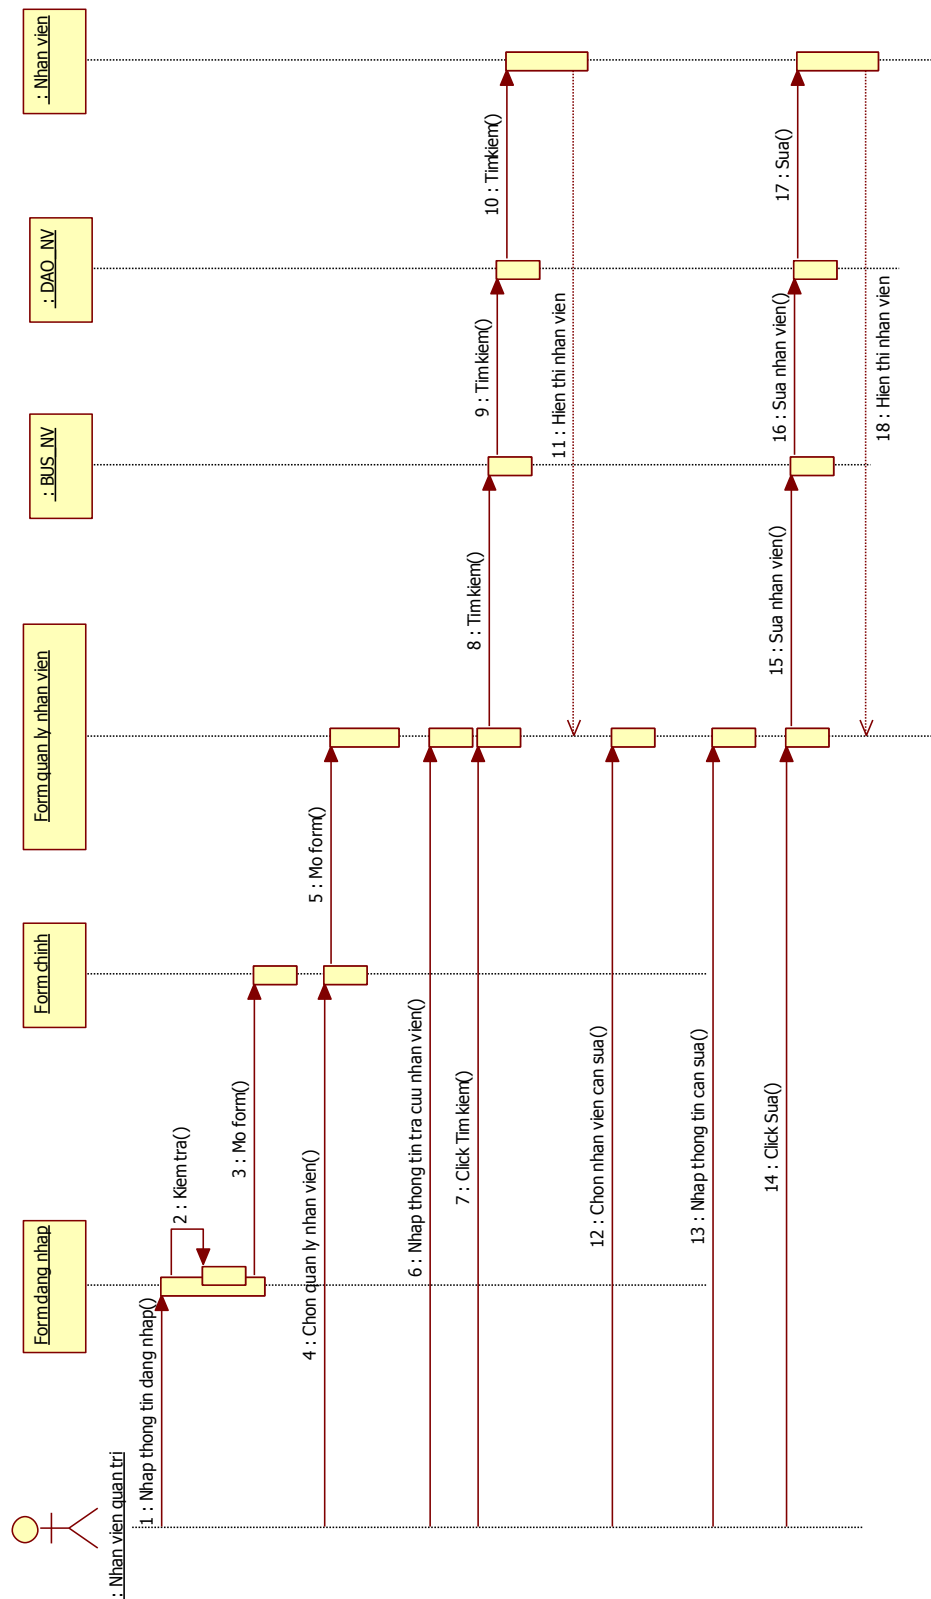 : Nhan vien quan tri
Form dang nhap
Form chinh
Form quan ly nhan vien
: BUS_NV
: DAO_NV
: Nhan vien
1 : Nhap thong tin dang nhap()
2 : Kiem tra()
3 : Mo form()
4 : Chon quan ly nhan vien()
5 : Mo form()
6 : Nhap thong tin tra cuu nhan vien()
7 : Click Tim kiem()
8 : Tim kiem()
9 : Tim kiem()
10 : Timkiem()
11 : Hien thi nhan vien
12 : Chon nhan vien can sua()
13 : Nhap thong tin can sua()
14 : Click Sua()
15 : Sua nhan vien()
16 : Sua nhan vien()
17 : Sua()
18 : Hien thi nhan vien